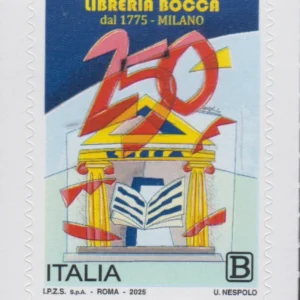 LIBRERIA BOCCA
dal 1775 - MILANO
250
ITALIA
B
I.P.Z.S. S.p.A. - ROMA - 2025
U. NESPOLO